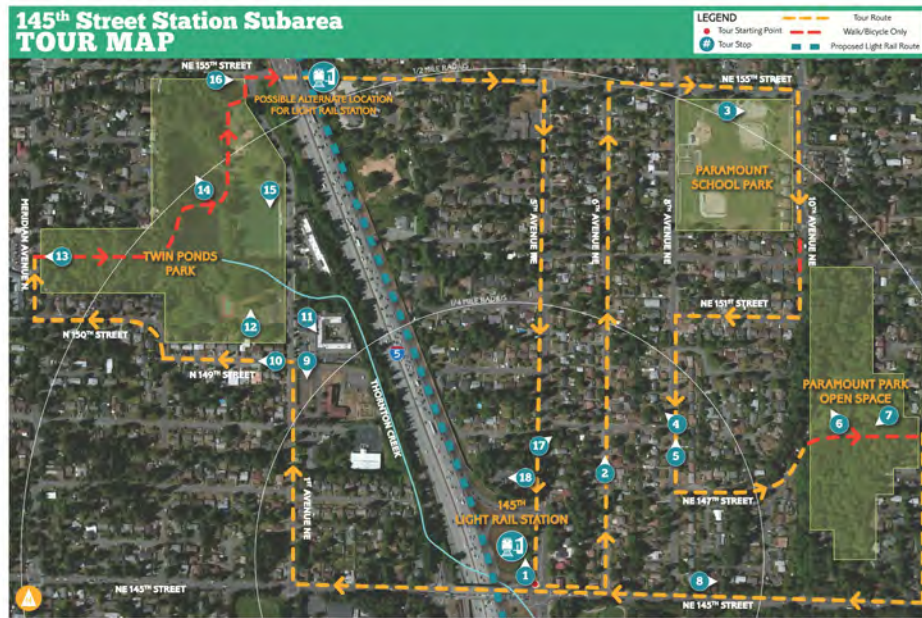 145th Street Station Subarea
TOUR MAP
LEGEND
Tour Starting Point
# Tour Stop
Tour Route
Walk/Bicycle Only
Proposed Light Rail Route
NE 155TH STREET
16
POSSIBLE ALTERNATE LOCATION
FOR LIGHT RAIL STATION
1/2 MILE RADIUS
NE 155TH STREET
3
PARAMOUNT
SCHOOL PARK
14
15
MERIDIAN AVENUE N
13
TWIN PONDS
PARK
5TH AVENUE NE
6TH AVENUE NE
8TH AVENUE NE
10TH AVENUE NE
1/4 MILE RADIUS
NE 151ST STREET
N 150TH STREET
12
11
5
N 149TH STREET
10
9
THORNTON CREEK
PARAMOUNT PARK
OPEN SPACE
6
7
4
5
17
2
18
NE 147TH STREET
1ST AVENUE NE
145TH
LIGHT RAIL STATION
1
8
NE 145TH STREET
NE 145TH STREET